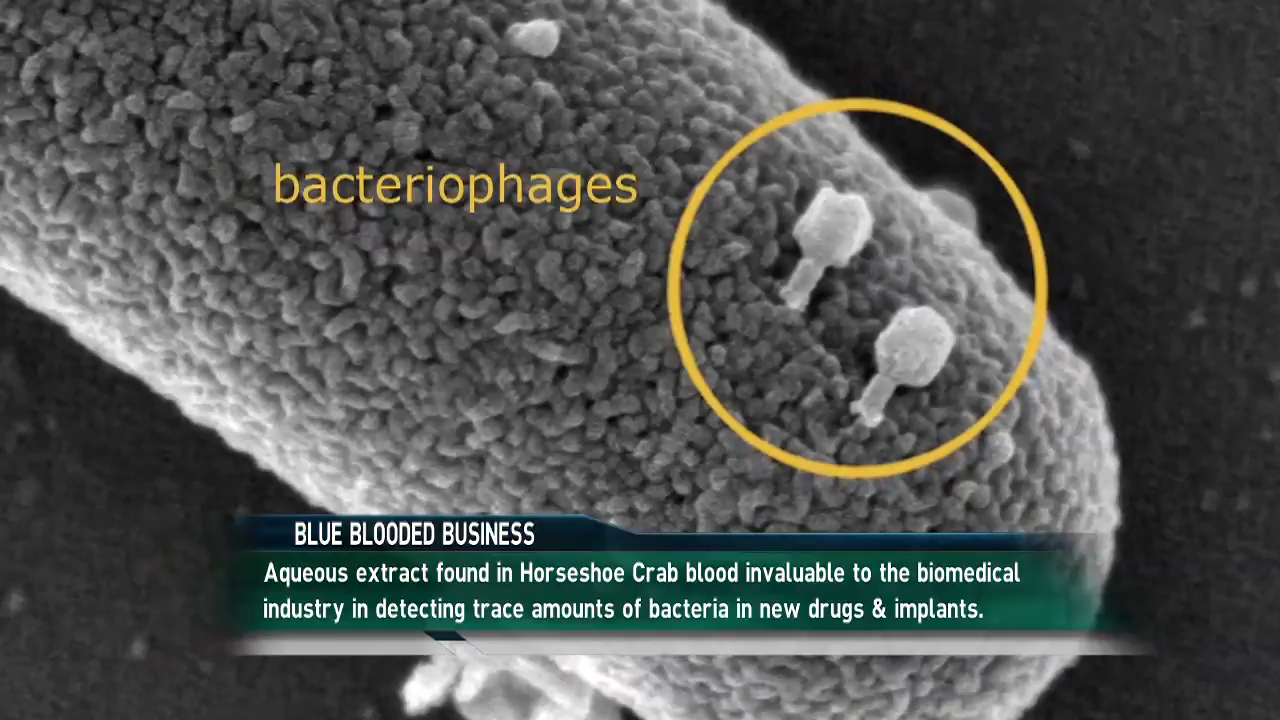 bacteriophages
BLUE BLOODED BUSINESS
Aqueous extract found in Horseshoe Crab blood invaluable to the biomedical
industry in detecting trace amounts of bacteria in new drugs & implants.